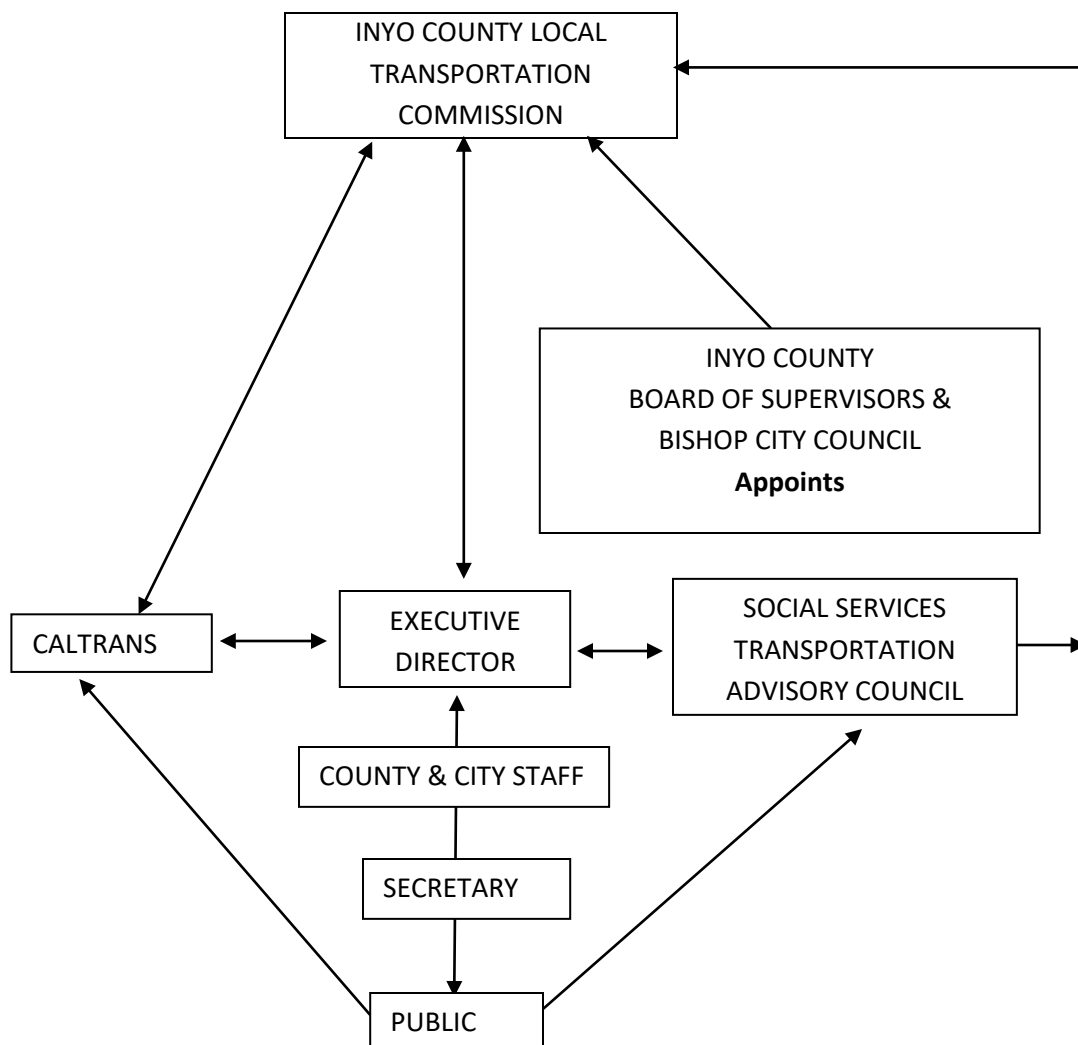 INYO COUNTY LOCAL
TRANSPORTATION
COMMISSION
INYO COUNTY
BOARD OF SUPERVISORS &
BISHOP CITY COUNCIL
Appoints
CALTRANS
EXECUTIVE
DIRECTOR
SOCIAL SERVICES
TRANSPORTATION
ADVISORY COUNCIL
COUNTY & CITY STAFF
SECRETARY
PUBLIC